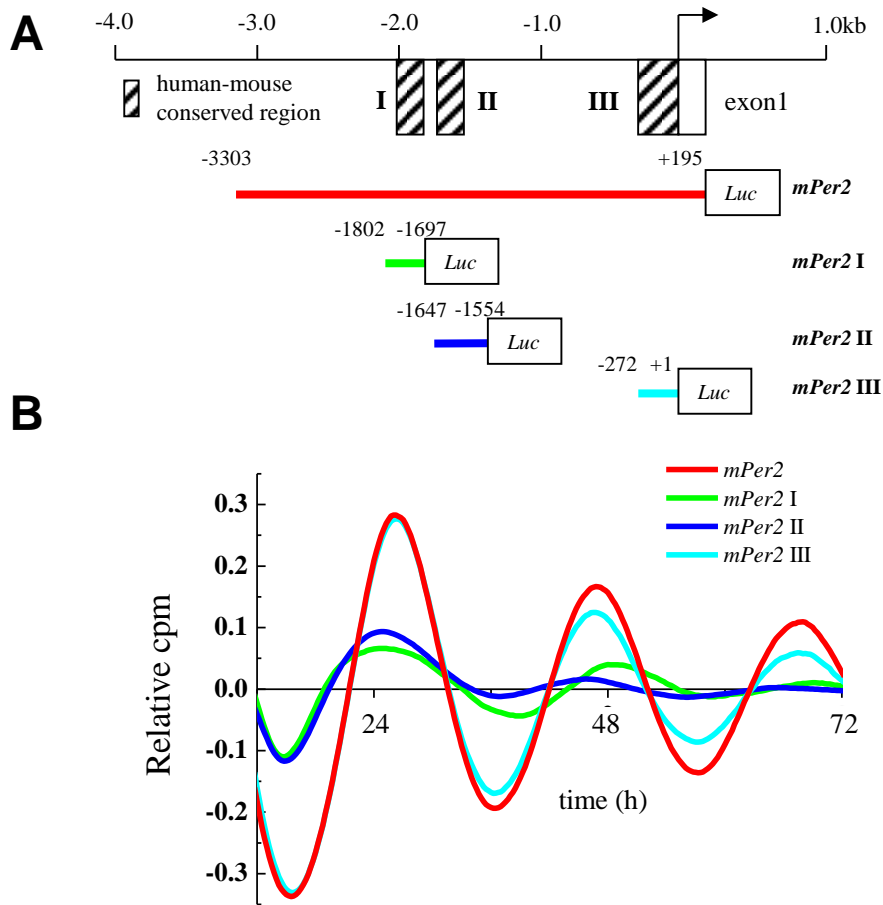 A
-4.0 -3.0 -2.0 -1.0 1.0kb
human-mouse
conserved region
I II III exon1
-3303 +195
Luc mPer2
-1802 -1697
Luc mPer2 I
-1647 -1554
Luc mPer2 II
-272 +1
Luc mPer2 III
B
mPer2
mPer2 I
mPer2 II
mPer2 III
Relative cpm
0.3
0.2
0.1
0.0
-0.1
-0.2
-0.3
24 48 72
time (h)